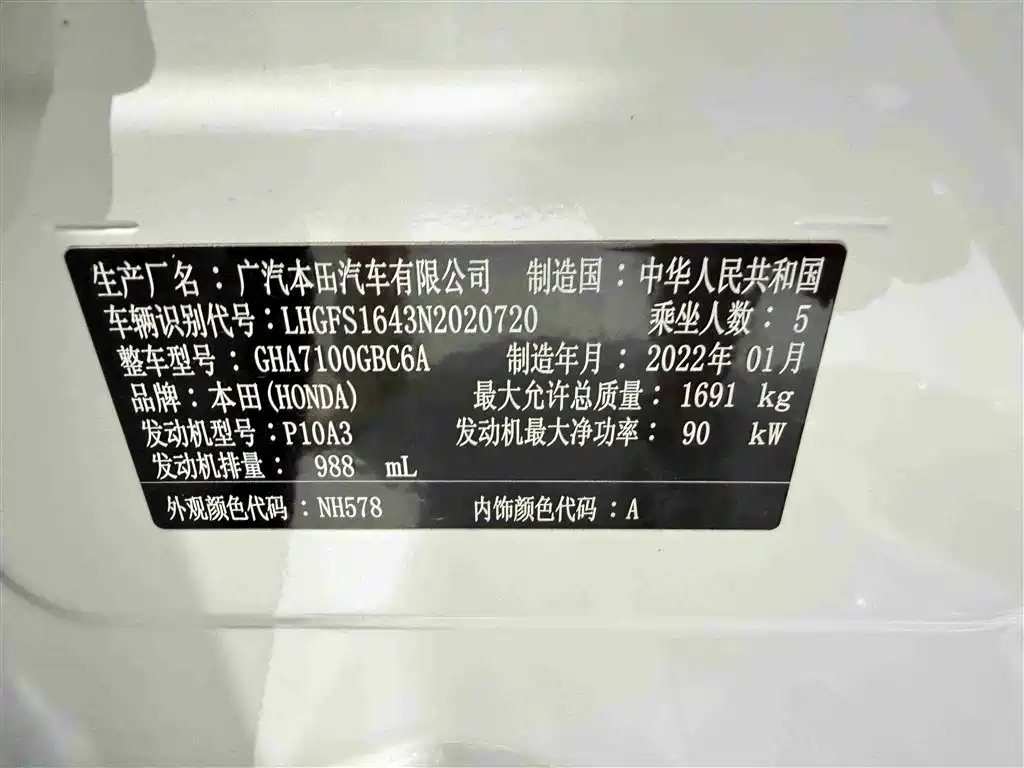 生产厂名：广汽本田汽车有限公司 制造国：中华人民共和国
车辆识别代号：LHGFS1643N2020720 乘坐人数：5
整车型号：GHA7100GBC6A 制造年月：2022年 01月
品牌：本田(HONDA) 最大允许总质量：1691 kg
发动机型号：P10A3 发动机最大净功率：90 kW
发动机排量：988 mL
外观颜色代码：NH578 内饰颜色代码：A